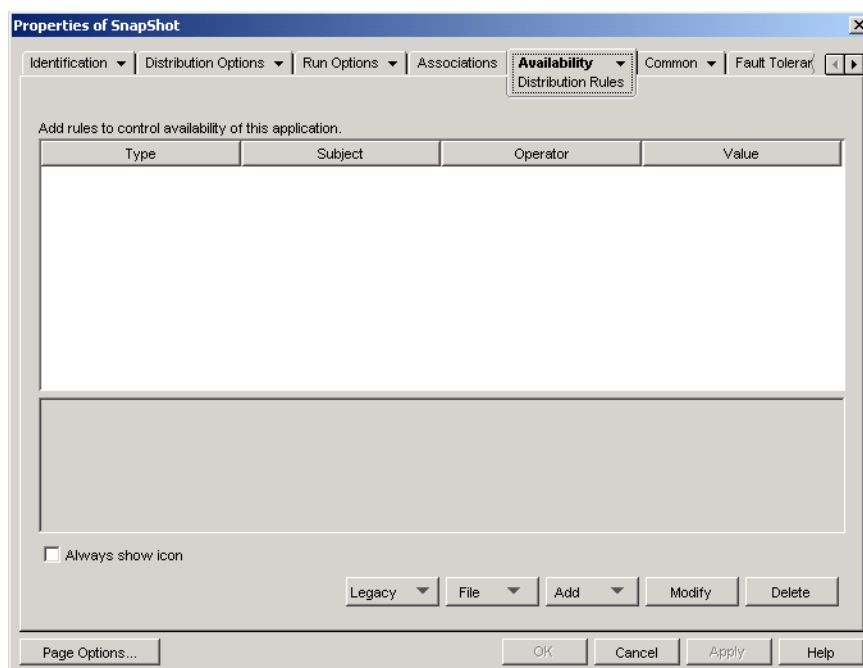 Properties of SnapShot
Identification Distribution Options Run Options Associations Availability Common Fault Toleran
Distribution Rules
Add rules to control availability of this application.
Type Subject Operator Value
Always show icon
Legacy File Add Modify Delete
Page Options... OK Cancel Apply Help